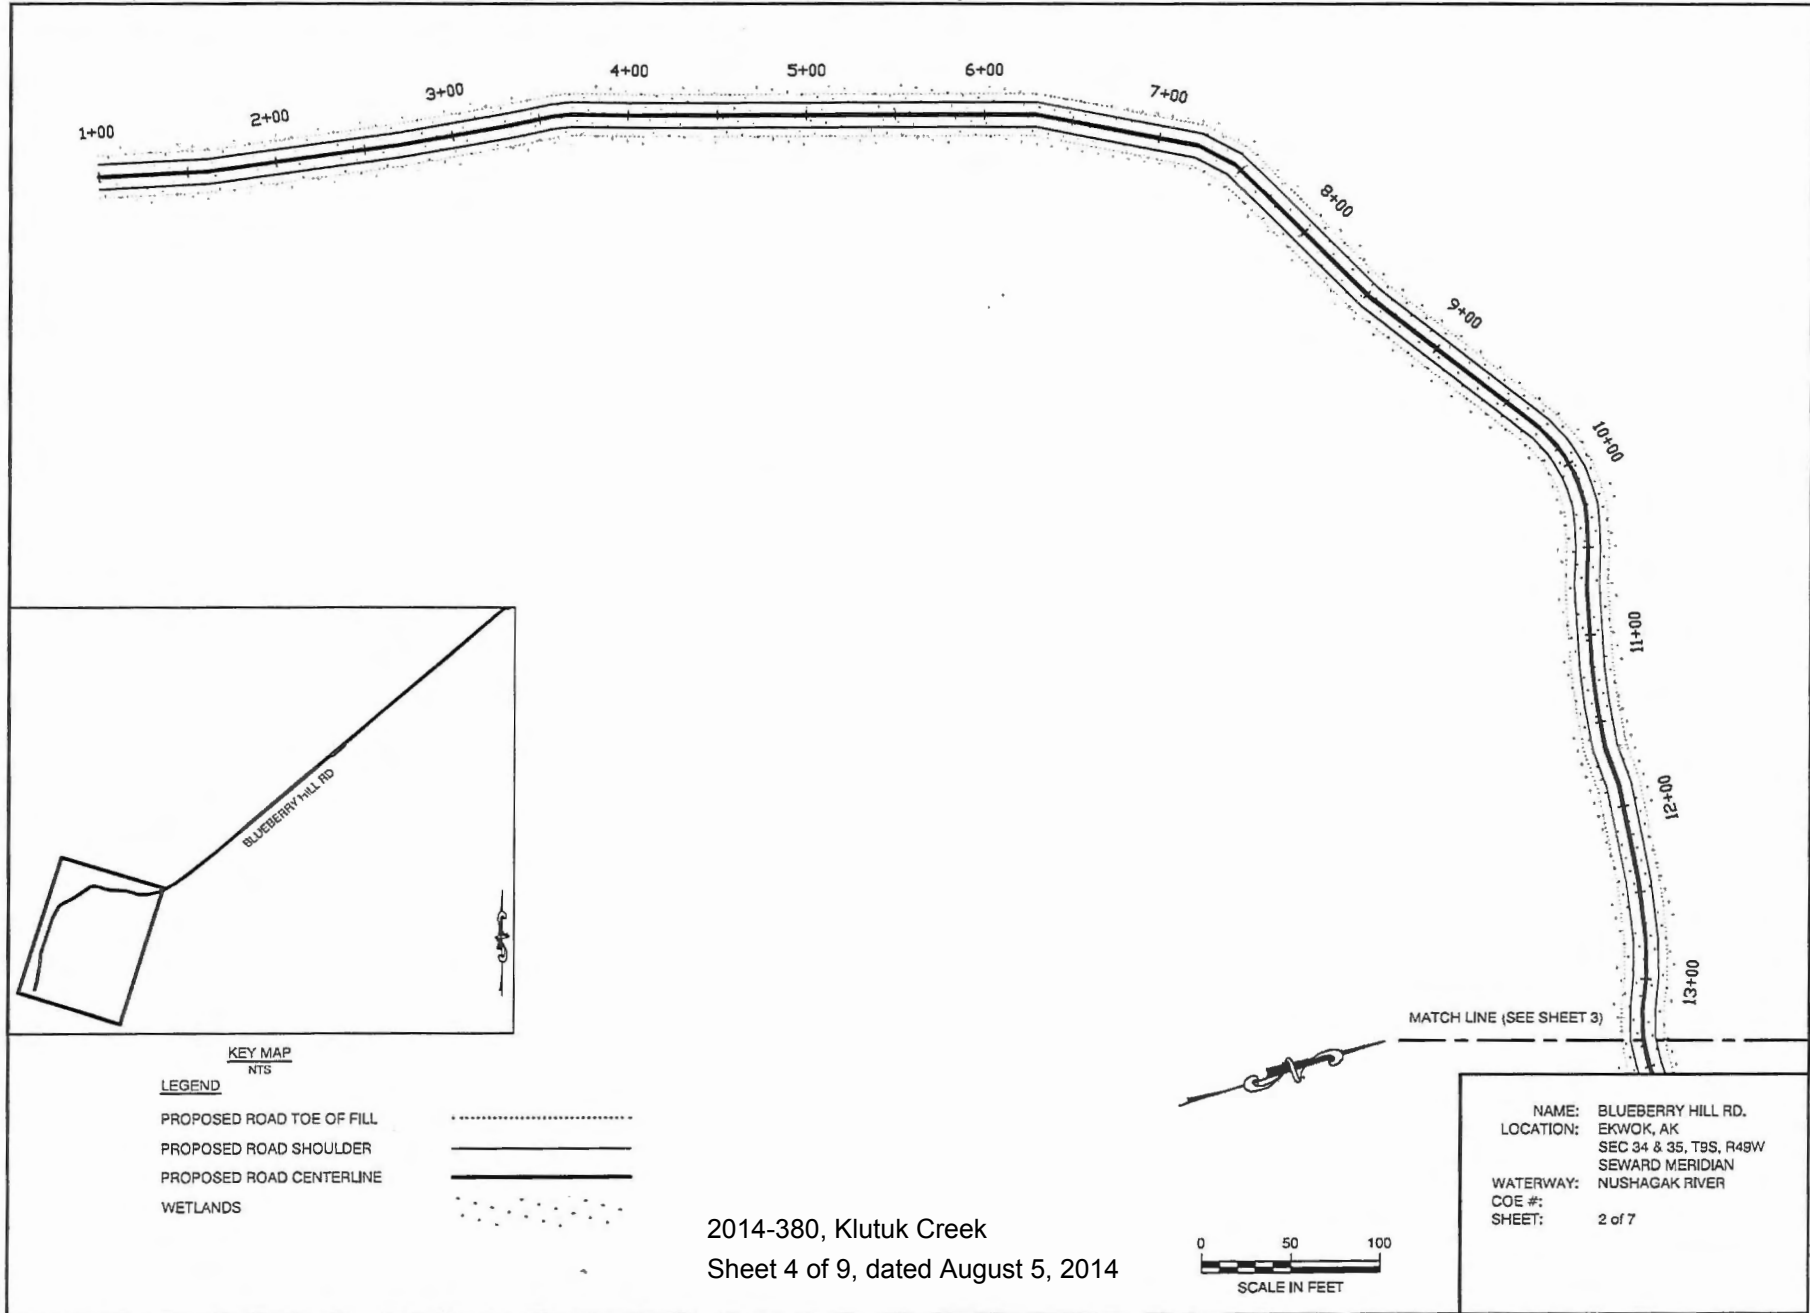 1+00
2+00
3+00
4+00
5+00
6+00
7+00
8+00
9+00
10+00
11+00
12+00
13+00
MATCH LINE (SEE SHEET 3)
BLUEBERRY HILL RD
KEY MAP
NTS
LEGEND
PROPOSED ROAD TOE OF FILL
PROPOSED ROAD SHOULDER
PROPOSED ROAD CENTERLINE
WETLANDS
2014-380, Klutuk Creek
Sheet 4 of 9, dated August 5, 2014
0 50 100
SCALE IN FEET
NAME: BLUEBERRY HILL RD.
LOCATION: EKWOK, AK
SEC 34 & 35, T9S, R49W
SEWARD MERIDIAN
WATERWAY: NUSHAGAK RIVER
COE #:
SHEET: 2 of 7